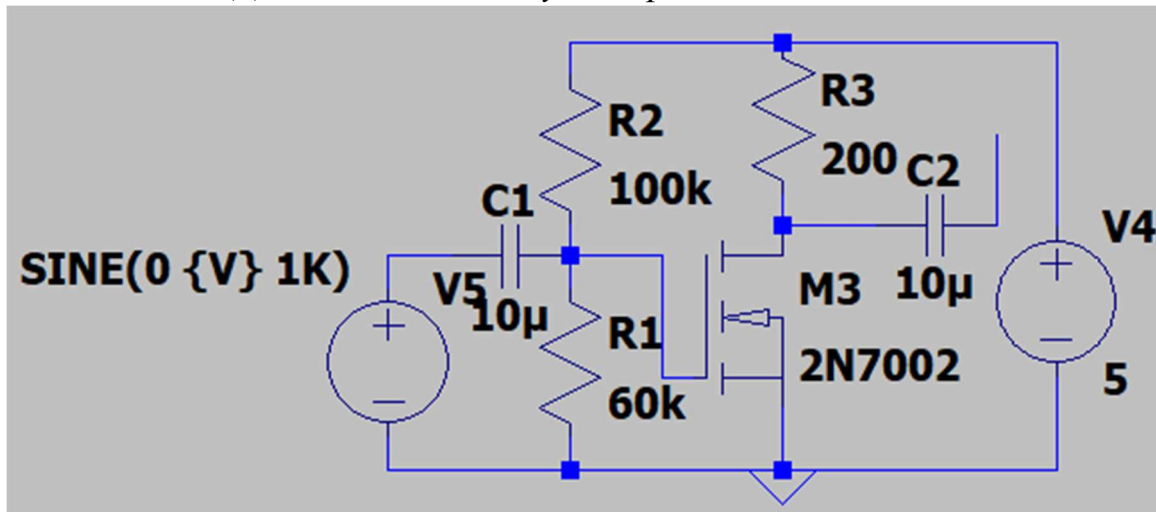 R2
100k
R3
200
C2
10µ
C1
10µ
V4
5
SINE(0 {V} 1K)
V5
R1
60k
M3
2N7002